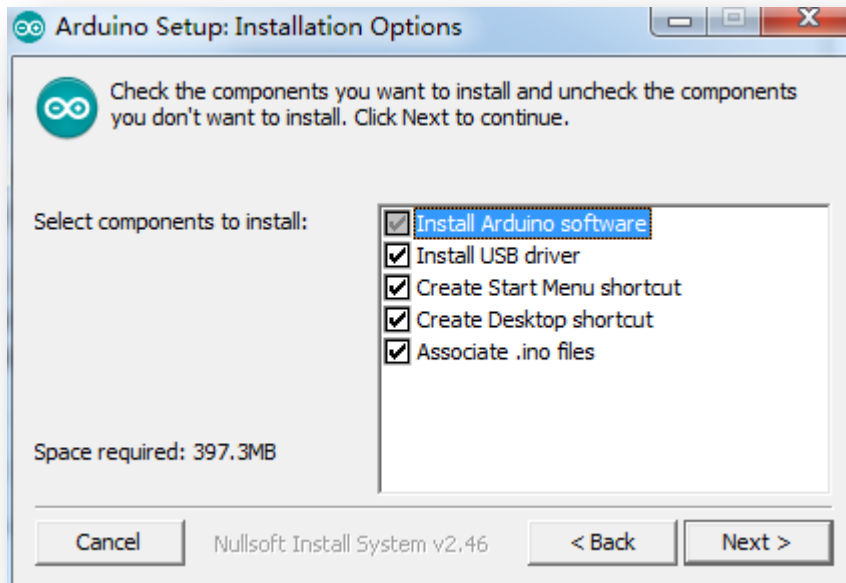 Arduino Setup: Installation Options
Check the components you want to install and uncheck the components
you don't want to install. Click Next to continue.
Select components to install:
Install Arduino software
Install USB driver
Create Start Menu shortcut
Create Desktop shortcut
Associate .ino files
Space required: 397.3MB
Cancel
Nullsoft Install System v2.46
< Back
Next >